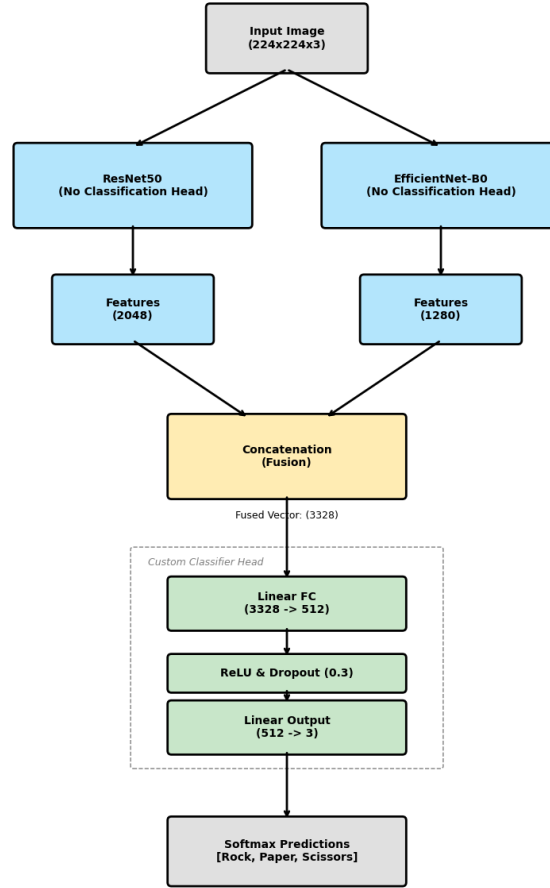 Input Image
(224x224x3)
ResNet50
(No Classification Head)
EfficientNet-B0
(No Classification Head)
Features
(2048)
Features
(1280)
Concatenation
(Fusion)
Fused Vector: (3328)
Custom Classifier Head
Linear FC
(3328 -> 512)
ReLU & Dropout (0.3)
Linear Output
(512 -> 3)
Softmax Predictions
[Rock, Paper, Scissors]